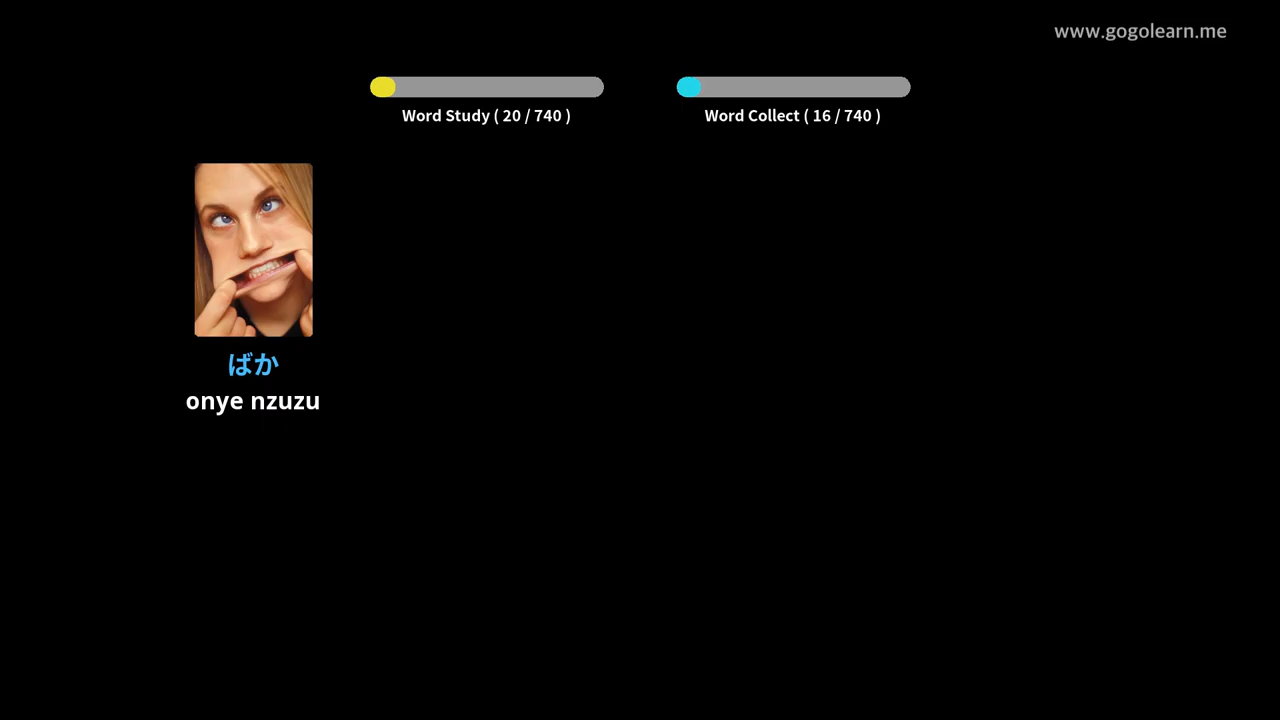 www.gogolearn.me
Word Study ( 20 / 740 )
Word Collect ( 16 / 740 )
ばか
onye nzuzu